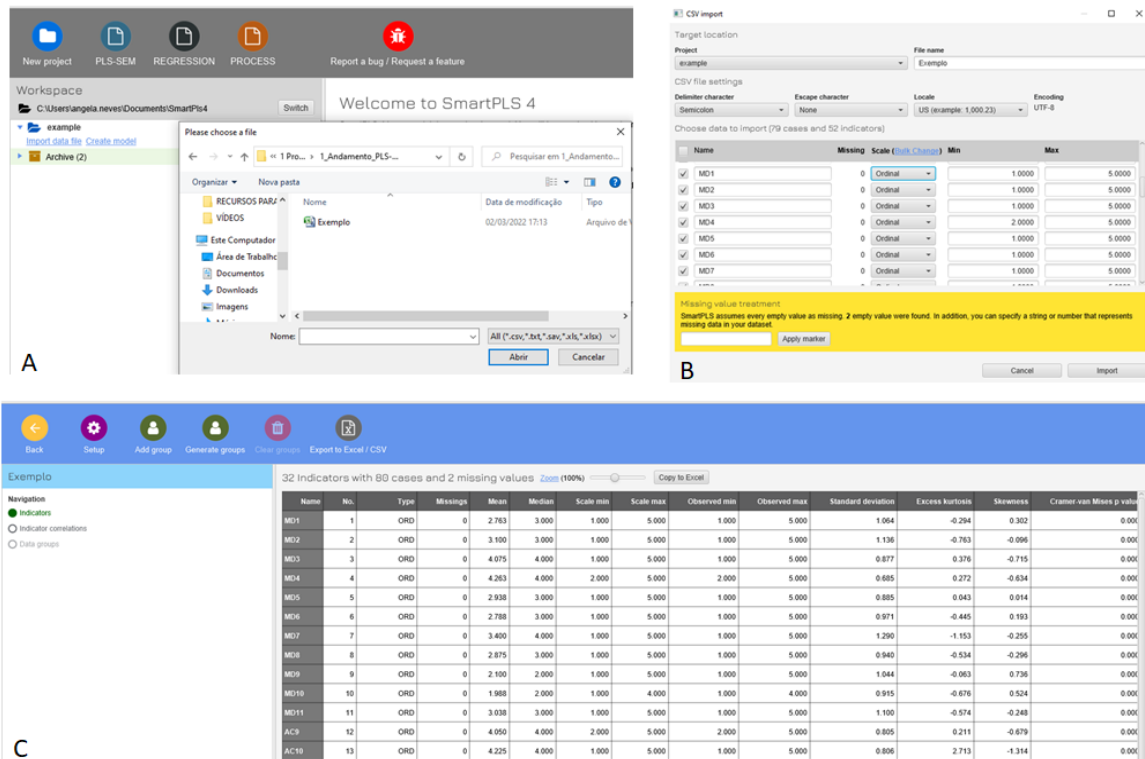 New project PLS-SEM REGRESSION PROCESS Report a bug / Request a feature
Workspace
C:\Users\angela.neves\Documents\SmartPls4 Switch
example
Import data file Create model
Archive (2)
Welcome to SmartPLS 4
Please choose a file
« 1 Pro... › 1_Andamento_PLS-... Pesquisar em 1_Andamento...
Organizar Nova pasta
RECURSOS PARA
VÍDEOS
Este Computador
Área de Trabalho
Documentos
Downloads
Imagens
Nome Data de modificação Tipo
Exemplo 02/03/2022 17:13 Arquivo de
Nome: All (*.csv,*.txt,*.sav,*.xls,*.xlsx)
Abrir Cancelar
A
CSV import
Target location
Project File name
example Exemplo
CSV file settings
Delimiter character Escape character Locale Encoding
Semicolon None US (example: 1,000.23) UTF-8
Choose data to import (79 cases and 52 indicators)
Name Missing Scale (Bulk Change) Min Max
MD1 0 Ordinal 1.0000 5.0000
MD2 0 Ordinal 1.0000 5.0000
MD3 0 Ordinal 1.0000 5.0000
MD4 0 Ordinal 2.0000 5.0000
MD5 0 Ordinal 1.0000 5.0000
MD6 0 Ordinal 1.0000 5.0000
MD7 0 Ordinal 1.0000 5.0000
Missing value treatment
SmartPLS assumes every empty value as missing. 2 empty value were found. In addition, you can specify a string or number that represents
missing data in your dataset.
Apply marker
Cancel Import
B
Back Setup Add group Generate groups Clear groups Export to Excel / CSV
Exemplo
Navigation
Indicators
Indicator correlations
Data groups
32 Indicators with 80 cases and 2 missing values Zoom (100%) Copy to Excel
Name No. Type Missings Mean Median Scale min Scale max Observed min Observed max Standard deviation Excess kurtosis Skewness Cramer-van Mises p value
MD1 1 ORD 0 2.763 3.000 1.000 5.000 1.000 5.000 1.064 -0.294 0.302 0.000
MD2 2 ORD 0 3.100 3.000 1.000 5.000 1.000 5.000 1.136 -0.763 -0.096 0.000
MD3 3 ORD 0 4.075 4.000 1.000 5.000 1.000 5.000 0.877 0.376 -0.715 0.000
MD4 4 ORD 0 4.263 4.000 2.000 5.000 2.000 5.000 0.685 0.272 -0.634 0.000
MD5 5 ORD 0 2.938 3.000 1.000 5.000 1.000 5.000 0.885 0.043 0.014 0.000
MD6 6 ORD 0 2.788 3.000 1.000 5.000 1.000 5.000 0.971 -0.445 0.193 0.000
MD7 7 ORD 0 3.400 4.000 1.000 5.000 1.000 5.000 1.290 -1.153 -0.255 0.000
MD8 8 ORD 0 2.875 3.000 1.000 5.000 1.000 5.000 0.940 -0.534 -0.296 0.000
MD9 9 ORD 0 2.100 2.000 1.000 5.000 1.000 5.000 1.044 -0.063 0.736 0.000
MD10 10 ORD 0 1.988 2.000 1.000 4.000 1.000 4.000 0.915 -0.676 0.524 0.000
MD11 11 ORD 0 3.038 3.000 1.000 5.000 1.000 5.000 1.100 -0.574 -0.248 0.000
AC9 12 ORD 0 4.050 4.000 2.000 5.000 2.000 5.000 0.805 0.211 -0.679 0.000
AC10 13 ORD 0 4.225 4.000 1.000 5.000 1.000 5.000 0.806 2.713 -1.314 0.000
C